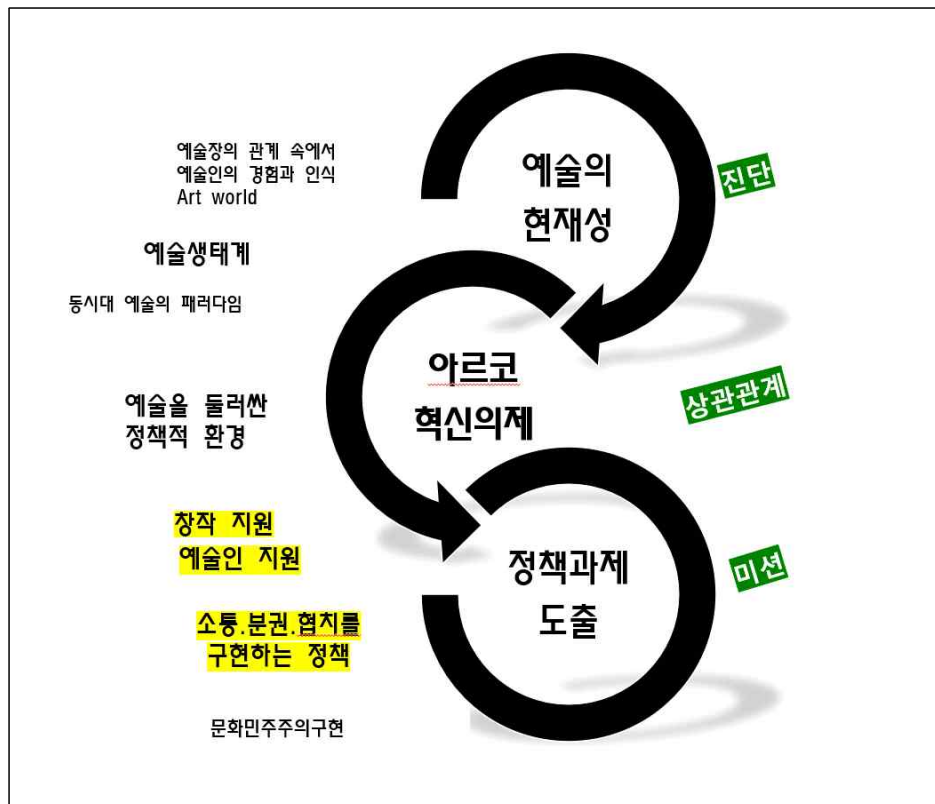 예술장의 관계 속에서
예술인의 경험과 인식
Art world
예술의
현재성
진단
예술생태계
동시대 예술의 패러다임
아르코
혁신의제
상관관계
예술을 둘러싼
정책적 환경
창작 지원
예술인 지원
정책과제
도출
미션
소통.분권.협치를
구현하는 정책
문화민주주의구현